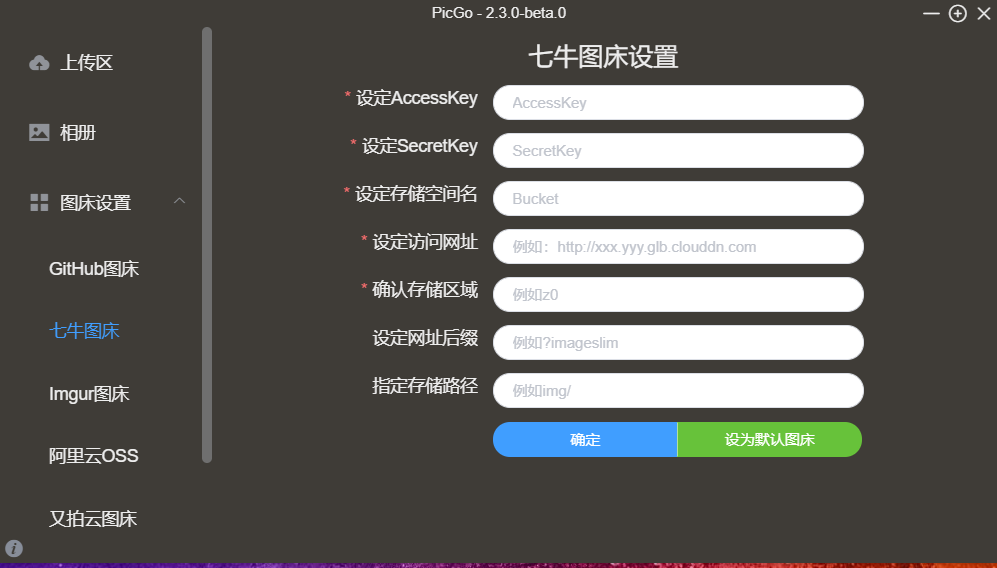 PicGo - 2.3.0-beta.0
上传区
相册
图床设置
GitHub图床
七牛图床
Imgur图床
阿里云OSS
又拍云图床
七牛图床设置
* 设定AccessKey
AccessKey
* 设定SecretKey
SecretKey
* 设定存储空间名
Bucket
* 设定访问网址
例如：http://xxx.yyy.glb.clouddn.com
* 确认存储区域
例如z0
设定网址后缀
例如?imageslim
指定存储路径
例如img/
确定
设为默认图床